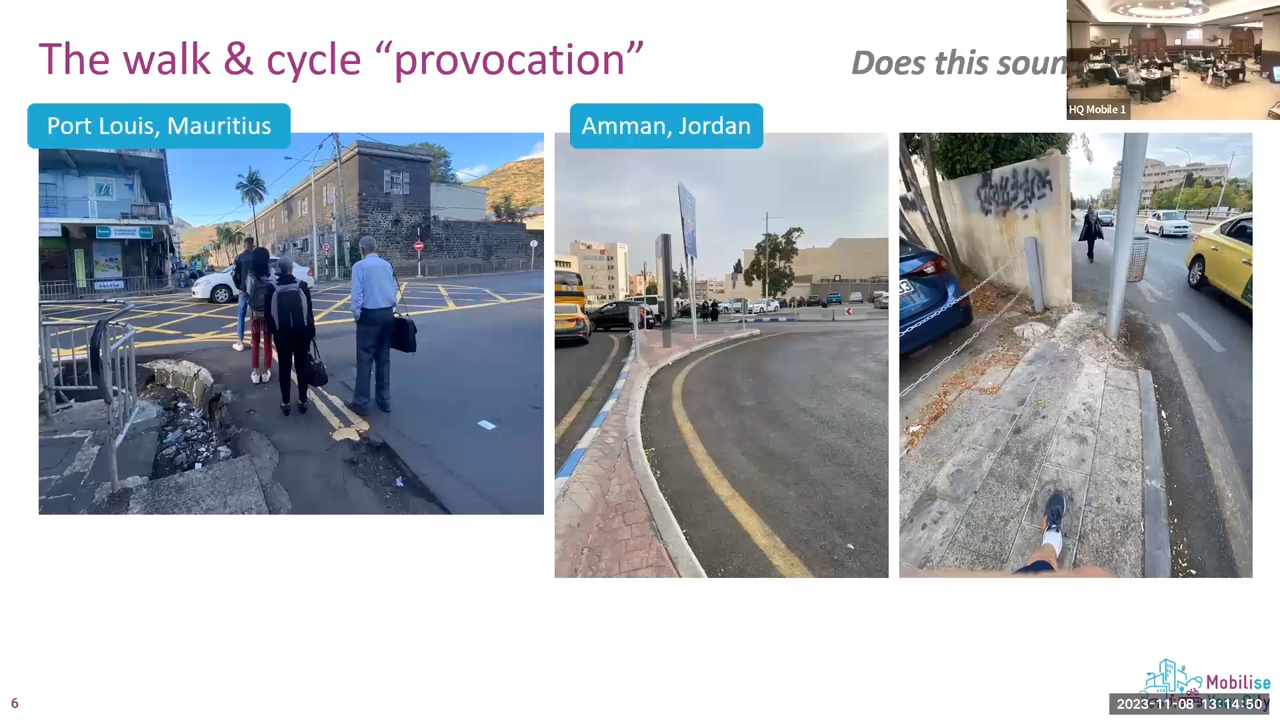 The walk & cycle “provocation”
Does this soun
HQ Mobile 1
Port Louis, Mauritius
Amman, Jordan
6
Mobilise
2023-11-08 13:14:50